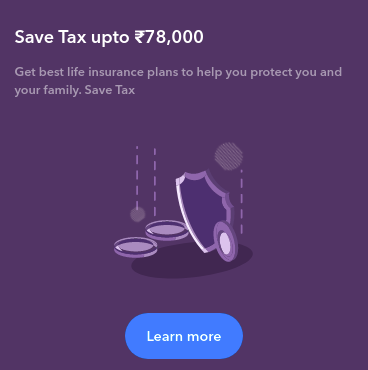 Save Tax upto ₹78,000
Get best life insurance plans to help you protect you and
your family. Save Tax
Learn more